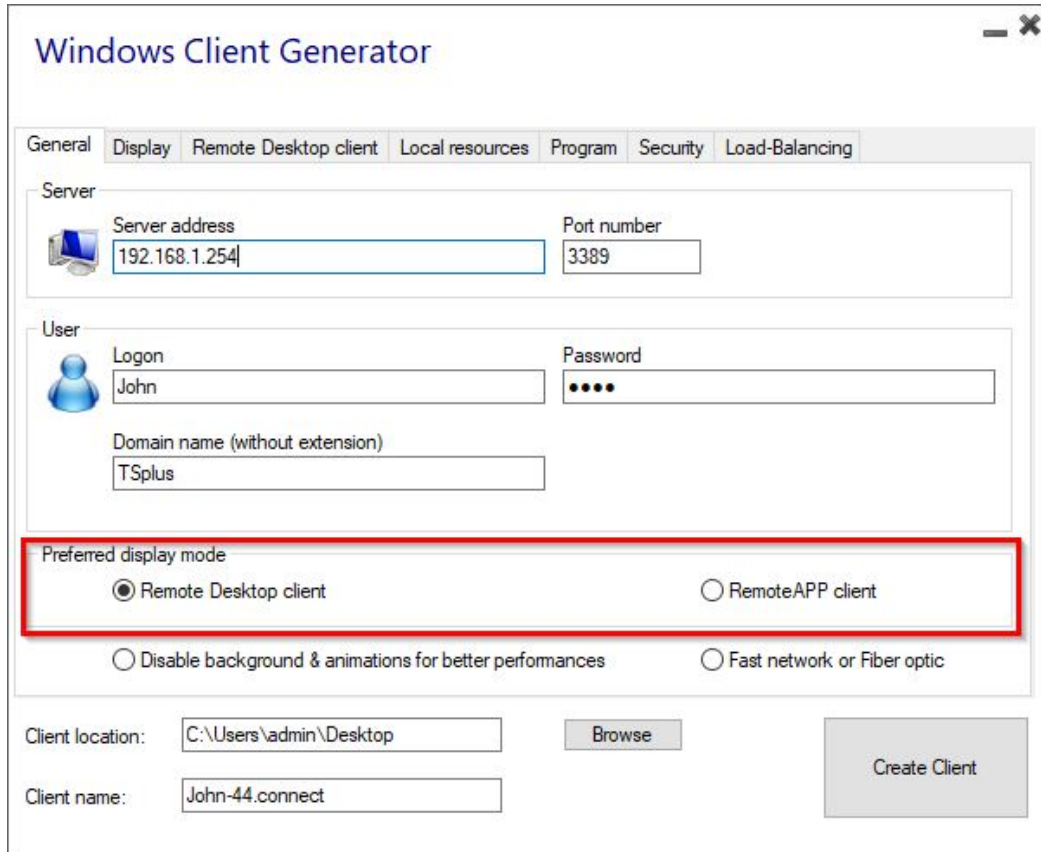 Windows Client Generator
General Display Remote Desktop client Local resources Program Security Load-Balancing
Server
Server address Port number
192.168.1.254 3389
User
Logon Password
John ●●●●
Domain name (without extension)
TSplus
Preferred display mode
Remote Desktop client RemoteAPP client
Disable background & animations for better performances Fast network or Fiber optic
Client location: C:\Users\admin\Desktop Browse
Create Client
Client name: John-44.connect